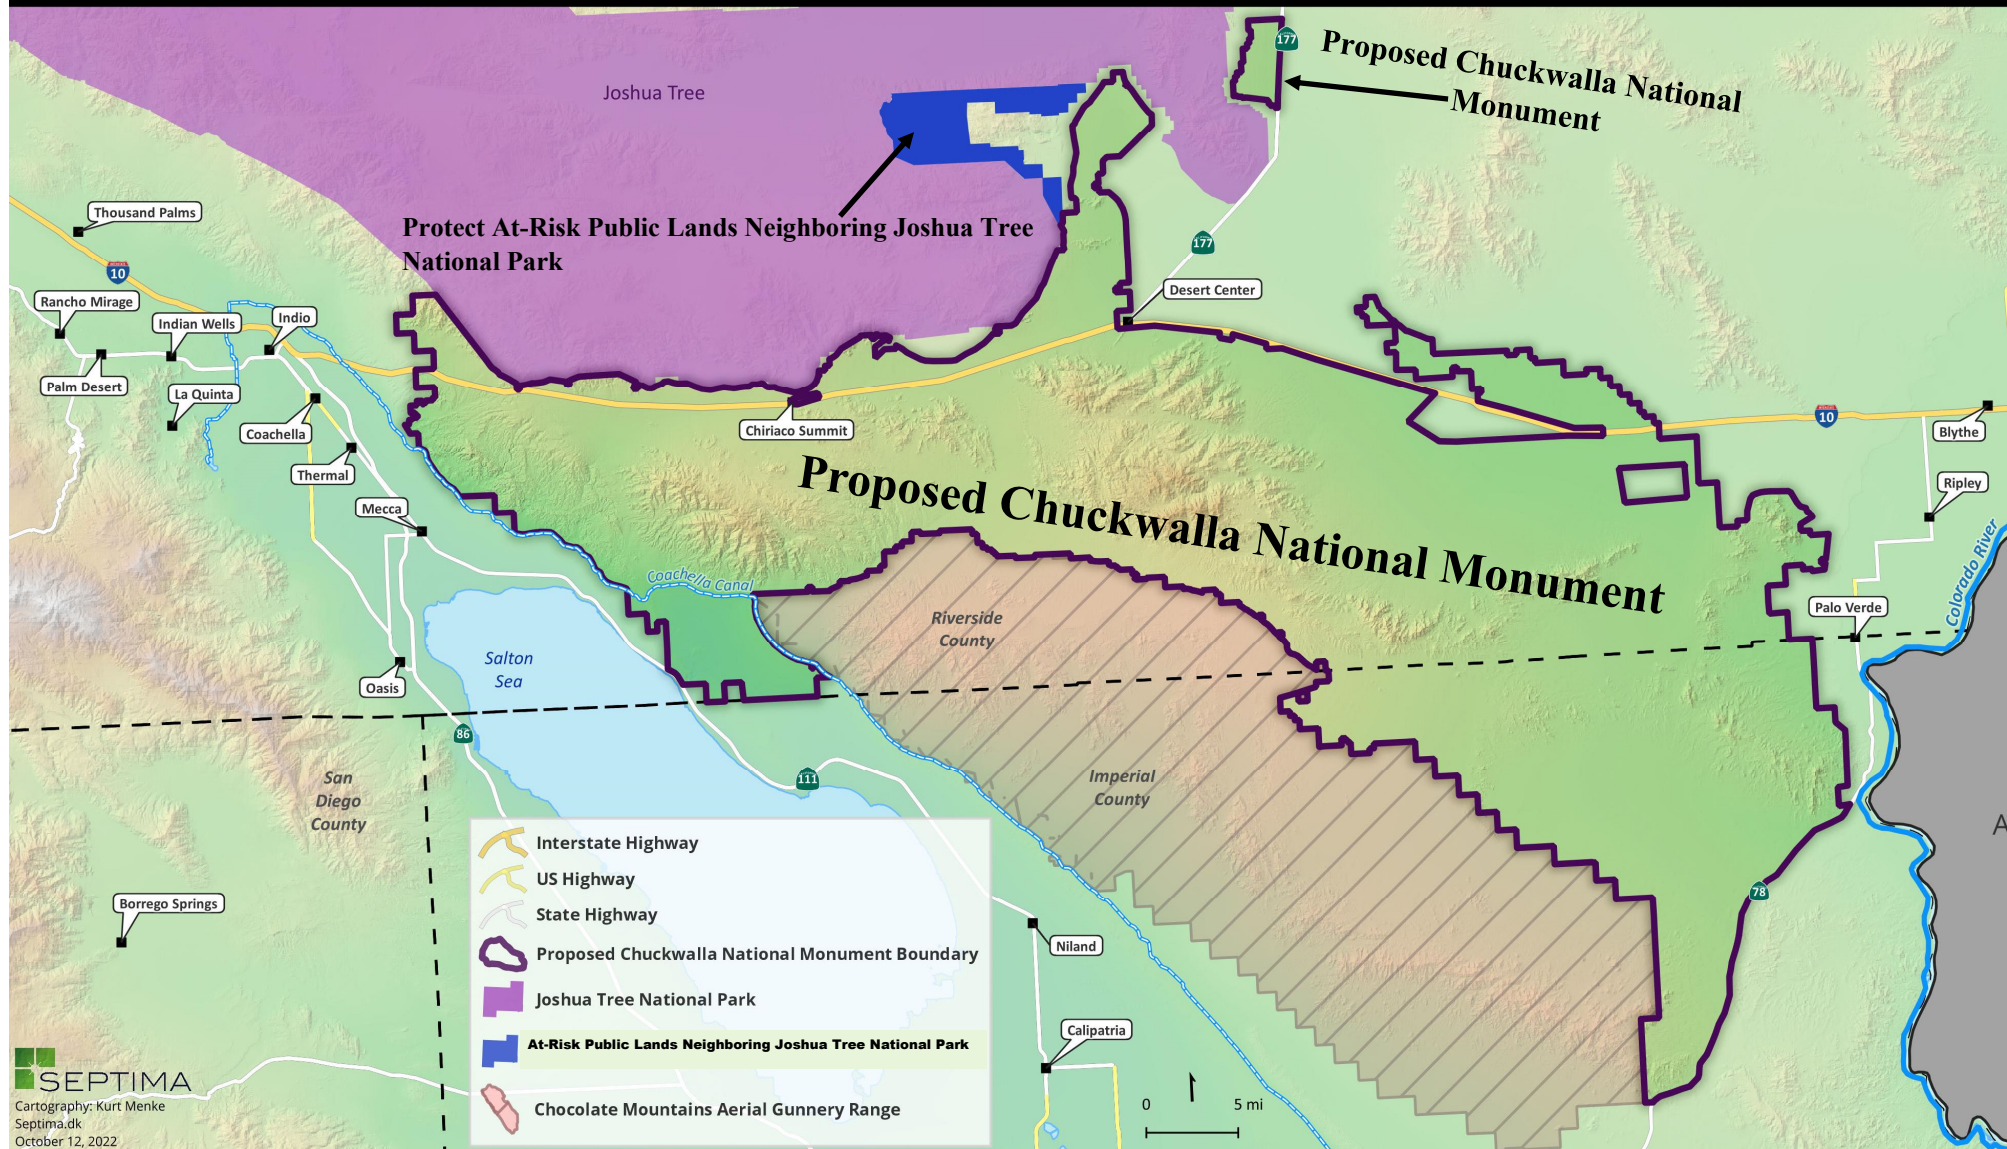 177
Proposed Chuckwalla National
Monument
Joshua Tree
Protect At-Risk Public Lands Neighboring Joshua Tree
National Park
Thousand Palms
10
177
Desert Center
Rancho Mirage
Indian Wells
Indio
Palm Desert
La Quinta
Coachella
Chiriaco Summit
10
Blythe
Thermal
Ripley
Mecca
Proposed Chuckwalla National Monument
Coachella Canal
Colorado River
Riverside
County
Palo Verde
Salton
Sea
Oasis
86
San
Diego
County
111
Imperial
County
A
78
Borrego Springs
Niland
Calipatria
Interstate Highway
US Highway
State Highway
Proposed Chuckwalla National Monument Boundary
Joshua Tree National Park
At-Risk Public Lands Neighboring Joshua Tree National Park
Chocolate Mountains Aerial Gunnery Range
0 5 mi
SEPTIMA
Cartography: Kurt Menke
Septima.dk
October 12, 2022